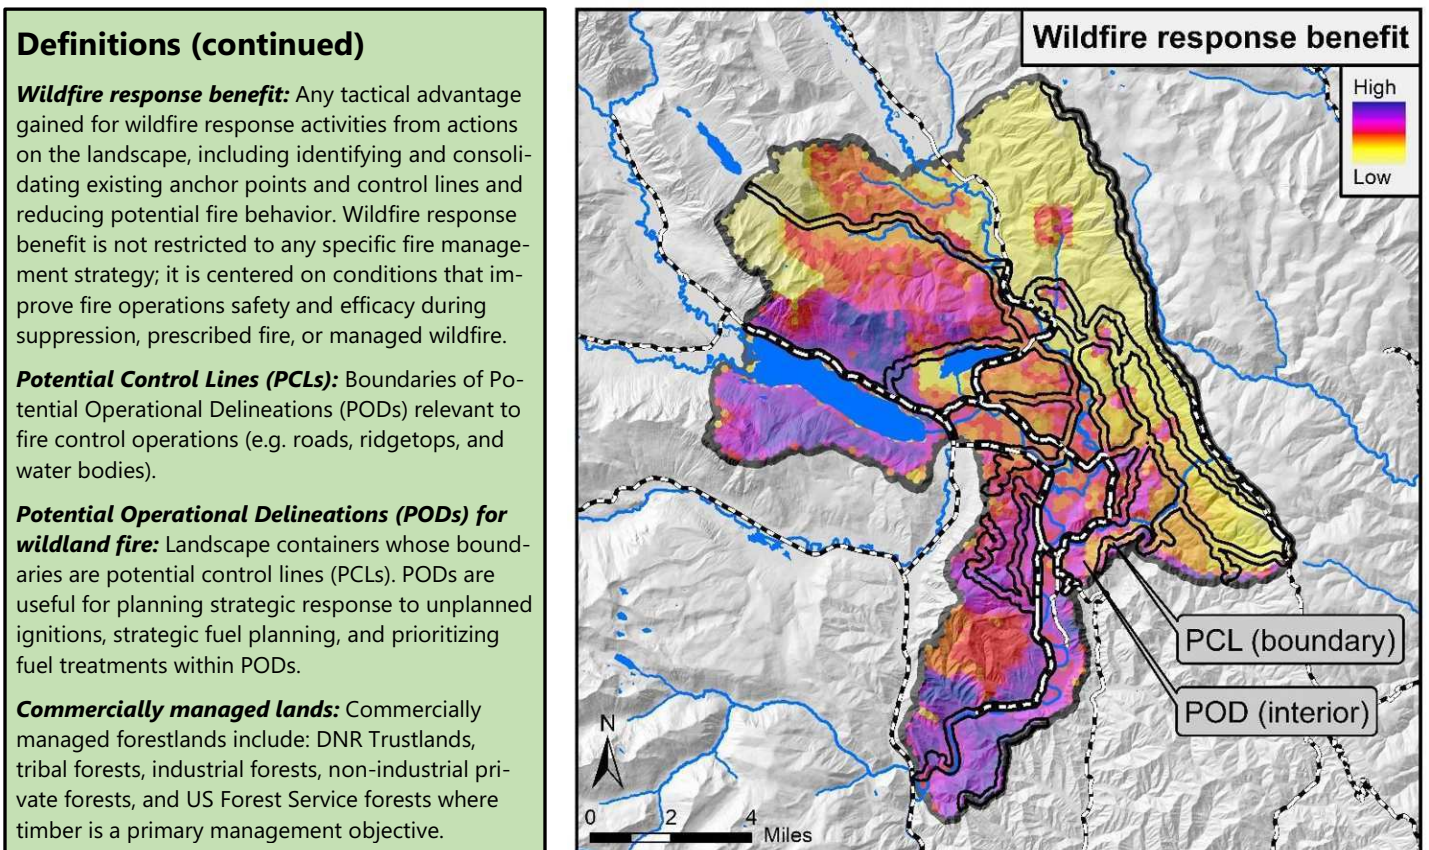 Definitions (continued)
Wildfire response benefit: Any tactical advantage
gained for wildfire response activities from actions
on the landscape, including identifying and consoli-
dating existing anchor points and control lines and
reducing potential fire behavior. Wildfire response
benefit is not restricted to any specific fire manage-
ment strategy; it is centered on conditions that im-
prove fire operations safety and efficacy during
suppression, prescribed fire, or managed wildfire.
Potential Control Lines (PCLs): Boundaries of Po-
tential Operational Delineations (PODs) relevant to
fire control operations (e.g. roads, ridgetops, and
water bodies).
Potential Operational Delineations (PODs) for
wildland fire: Landscape containers whose bound-
aries are potential control lines (PCLs). PODs are
useful for planning strategic response to unplanned
ignitions, strategic fuel planning, and prioritizing
fuel treatments within PODs.
Commercially managed lands: Commercially
managed forestlands include: DNR Trustlands,
tribal forests, industrial forests, non-industrial pri-
vate forests, and US Forest Service forests where
timber is a primary management objective.
Wildfire response benefit
High
Low
PCL (boundary)
POD (interior)
N
0 2 4
Miles